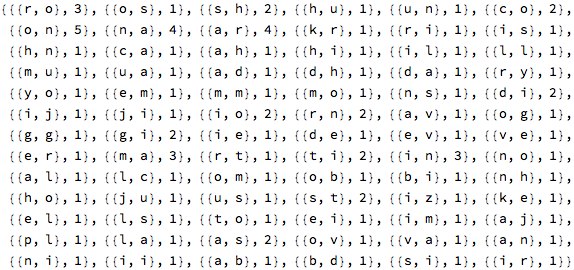 {{{r, o}, 3}, {{o, s}, 1}, {{s, h}, 2}, {{h, u}, 1}, {{u, n}, 1}, {{c, o}, 2},
{{o, n}, 5}, {{n, a}, 4}, {{a, r}, 4}, {{k, r}, 1}, {{r, i}, 1}, {{i, s}, 1},
{{h, n}, 1}, {{c, a}, 1}, {{a, h}, 1}, {{h, i}, 1}, {{i, l}, 1}, {{l, l}, 1},
{{m, u}, 1}, {{u, a}, 1}, {{a, d}, 1}, {{d, h}, 1}, {{d, a}, 1}, {{r, y}, 1},
{{y, o}, 1}, {{e, m}, 1}, {{m, m}, 1}, {{m, o}, 1}, {{n, s}, 1}, {{d, i}, 2},
{{i, j}, 1}, {{j, i}, 1}, {{i, o}, 2}, {{r, n}, 2}, {{a, v}, 1}, {{o, g}, 1},
{{g, g}, 1}, {{g, i}, 2}, {{i, e}, 1}, {{d, e}, 1}, {{e, v}, 1}, {{v, e}, 1},
{{e, r}, 1}, {{m, a}, 3}, {{r, t}, 1}, {{t, i}, 2}, {{i, n}, 3}, {{n, o}, 1},
{{a, l}, 1}, {{l, c}, 1}, {{o, m}, 1}, {{o, b}, 1}, {{b, i}, 1}, {{n, h}, 1},
{{h, o}, 1}, {{j, u}, 1}, {{u, s}, 1}, {{s, t}, 2}, {{i, z}, 1}, {{k, e}, 1},
{{e, l}, 1}, {{l, s}, 1}, {{t, o}, 1}, {{e, i}, 1}, {{i, m}, 1}, {{a, j}, 1},
{{p, l}, 1}, {{l, a}, 1}, {{a, s}, 2}, {{o, v}, 1}, {{v, a}, 1}, {{a, n}, 1},
{{n, i}, 1}, {{i, i}, 1}, {{a, b}, 1}, {{b, d}, 1}, {{s, i}, 1}, {{i, r}, 1}}